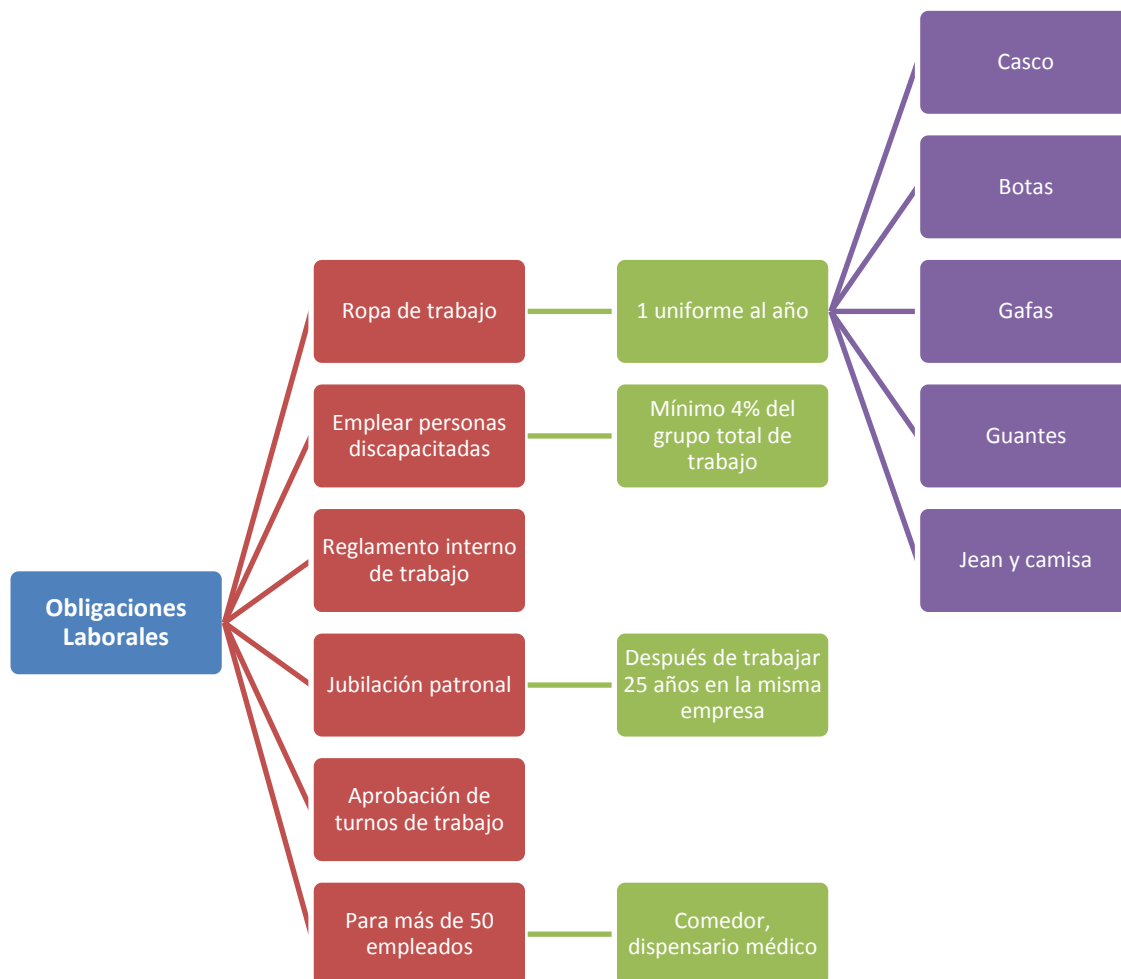 Obligaciones
Laborales
Ropa de trabajo
1 uniforme al año
Casco
Botas
Gafas
Guantes
Jean y camisa
Emplear personas
discapacitadas
Mínimo 4% del
grupo total de
trabajo
Reglamento interno
de trabajo
Jubilación patronal
Después de trabajar
25 años en la misma
empresa
Aprobación de
turnos de trabajo
Para más de 50
empleados
Comedor,
dispensario médico